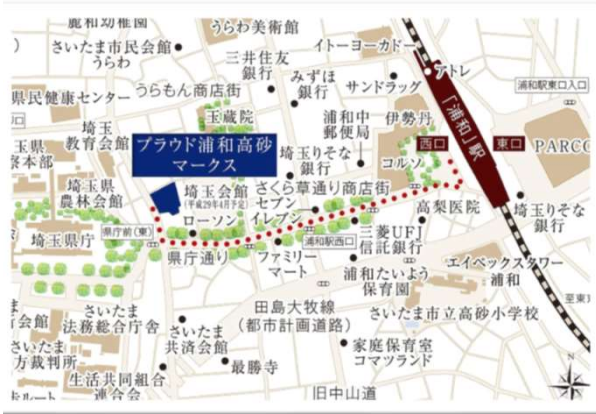 麗和幼稚園
うらわ美術館
さいたま市民会館
うらわ
三井住友
銀行
イトーヨーカドー
アトレ
みずほ
銀行
サンドラッグ
浦和駅東口入口
県民健康センター
うらもん商店街
玉蔵院
浦和中
郵便局
伊勢丹
「浦和」駅
埼玉
教育会館
プラウド浦和高砂
マークス
西口
東口
PARCO
コルソ
埼玉りそな
銀行
埼玉県
農林会館
埼玉会館
(平成29年4月予定)
さくら草通り商店街
セブン
イレブン
高梨医院
埼玉りそな
銀行
県庁前(東)
ローソン
埼玉県庁
県庁通り
ファミリー
マート
浦和駅西口
三菱UFJ
信託銀行
浦和たいよう
保育園
エイペックスタワー
浦和
さいたま
法務総合庁舎
田島大牧線
(都市計画道路)
さいたま市立高砂小学校
さいたま
共済会館
家庭保育室
コマツランド
最勝寺
生活共同組合
連合会
旧中山道